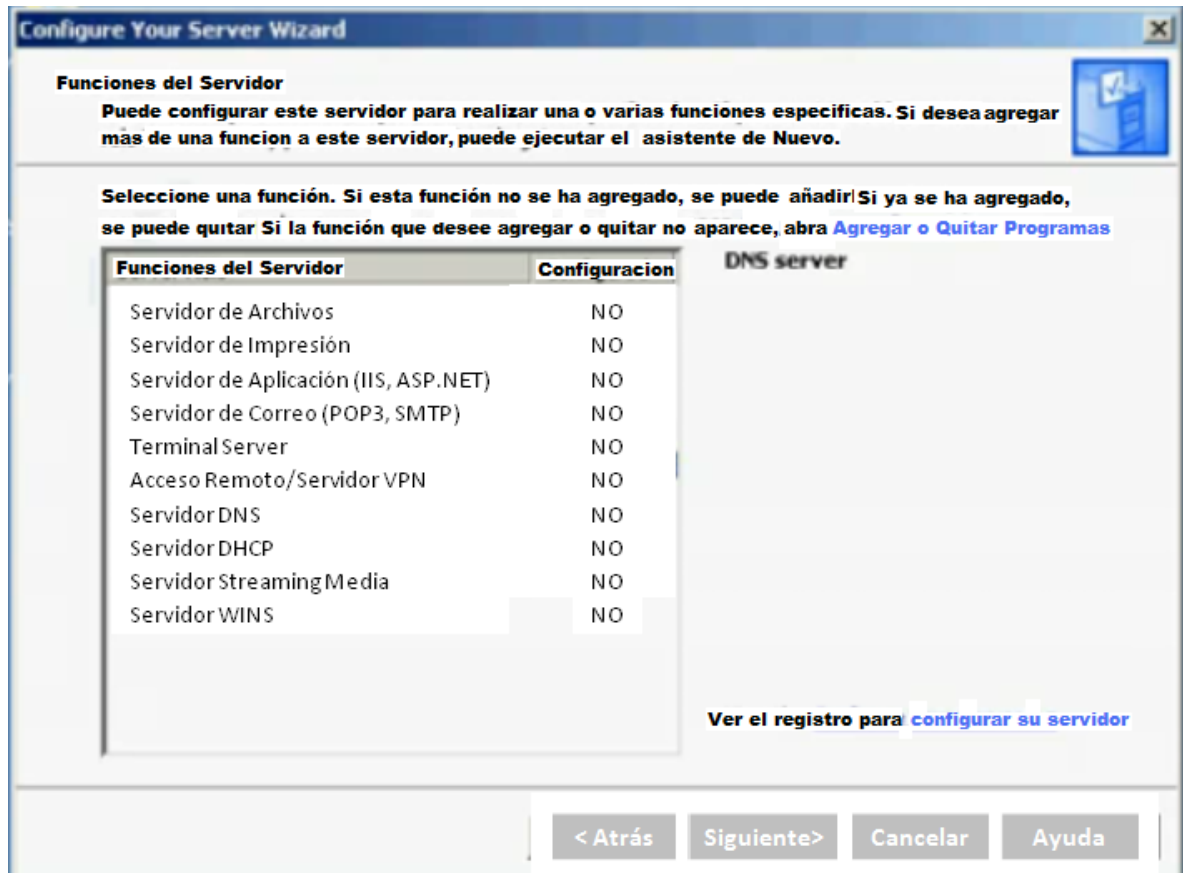 Configure Your Server Wizard
Funciones del Servidor
Puede configurar este servidor para realizar una o varias funciones especificas. Si desea agregar
más de una funcion a este servidor, puede ejecutar el asistente de Nuevo.
Seleccione una función. Si esta función no se ha agregado, se puede añadir Si ya se ha agregado,
se puede quitar Si la función que desee agregar o quitar no aparece, abra Agregar o Quitar Programas
Funciones del Servidor Configuracion DNS server
Servidor de Archivos NO
Servidor de Impresión NO
Servidor de Aplicación (IIS, ASP.NET) NO
Servidor de Correo (POP3, SMTP) NO
Terminal Server NO
Acceso Remoto/Servidor VPN NO
Servidor DNS NO
Servidor DHCP NO
Servidor Streaming Media NO
Servidor WINS NO
Ver el registro para configurar su servidor
< Atrás Siguiente> Cancelar Ayuda